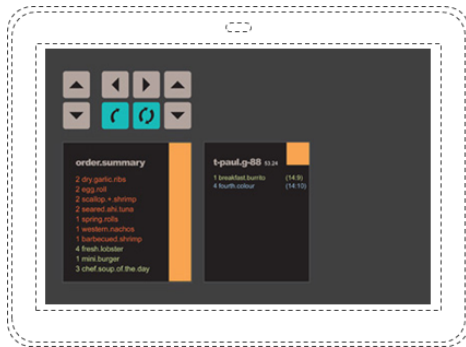 order.summary
2 dry.garlic.ribs
2 egg.roll
2 scallop.+.shrimp
2 seared.ahi.tuna
1 spring.rolls
1 western.nachos
1 barbecued.shrimp
4 fresh.lobster
1 mini.burger
3 chef.soup.of.the.day
t-paul.g-88 53.24
1 breakfast.burrito (14:9)
4 fourth.colour (14:10)